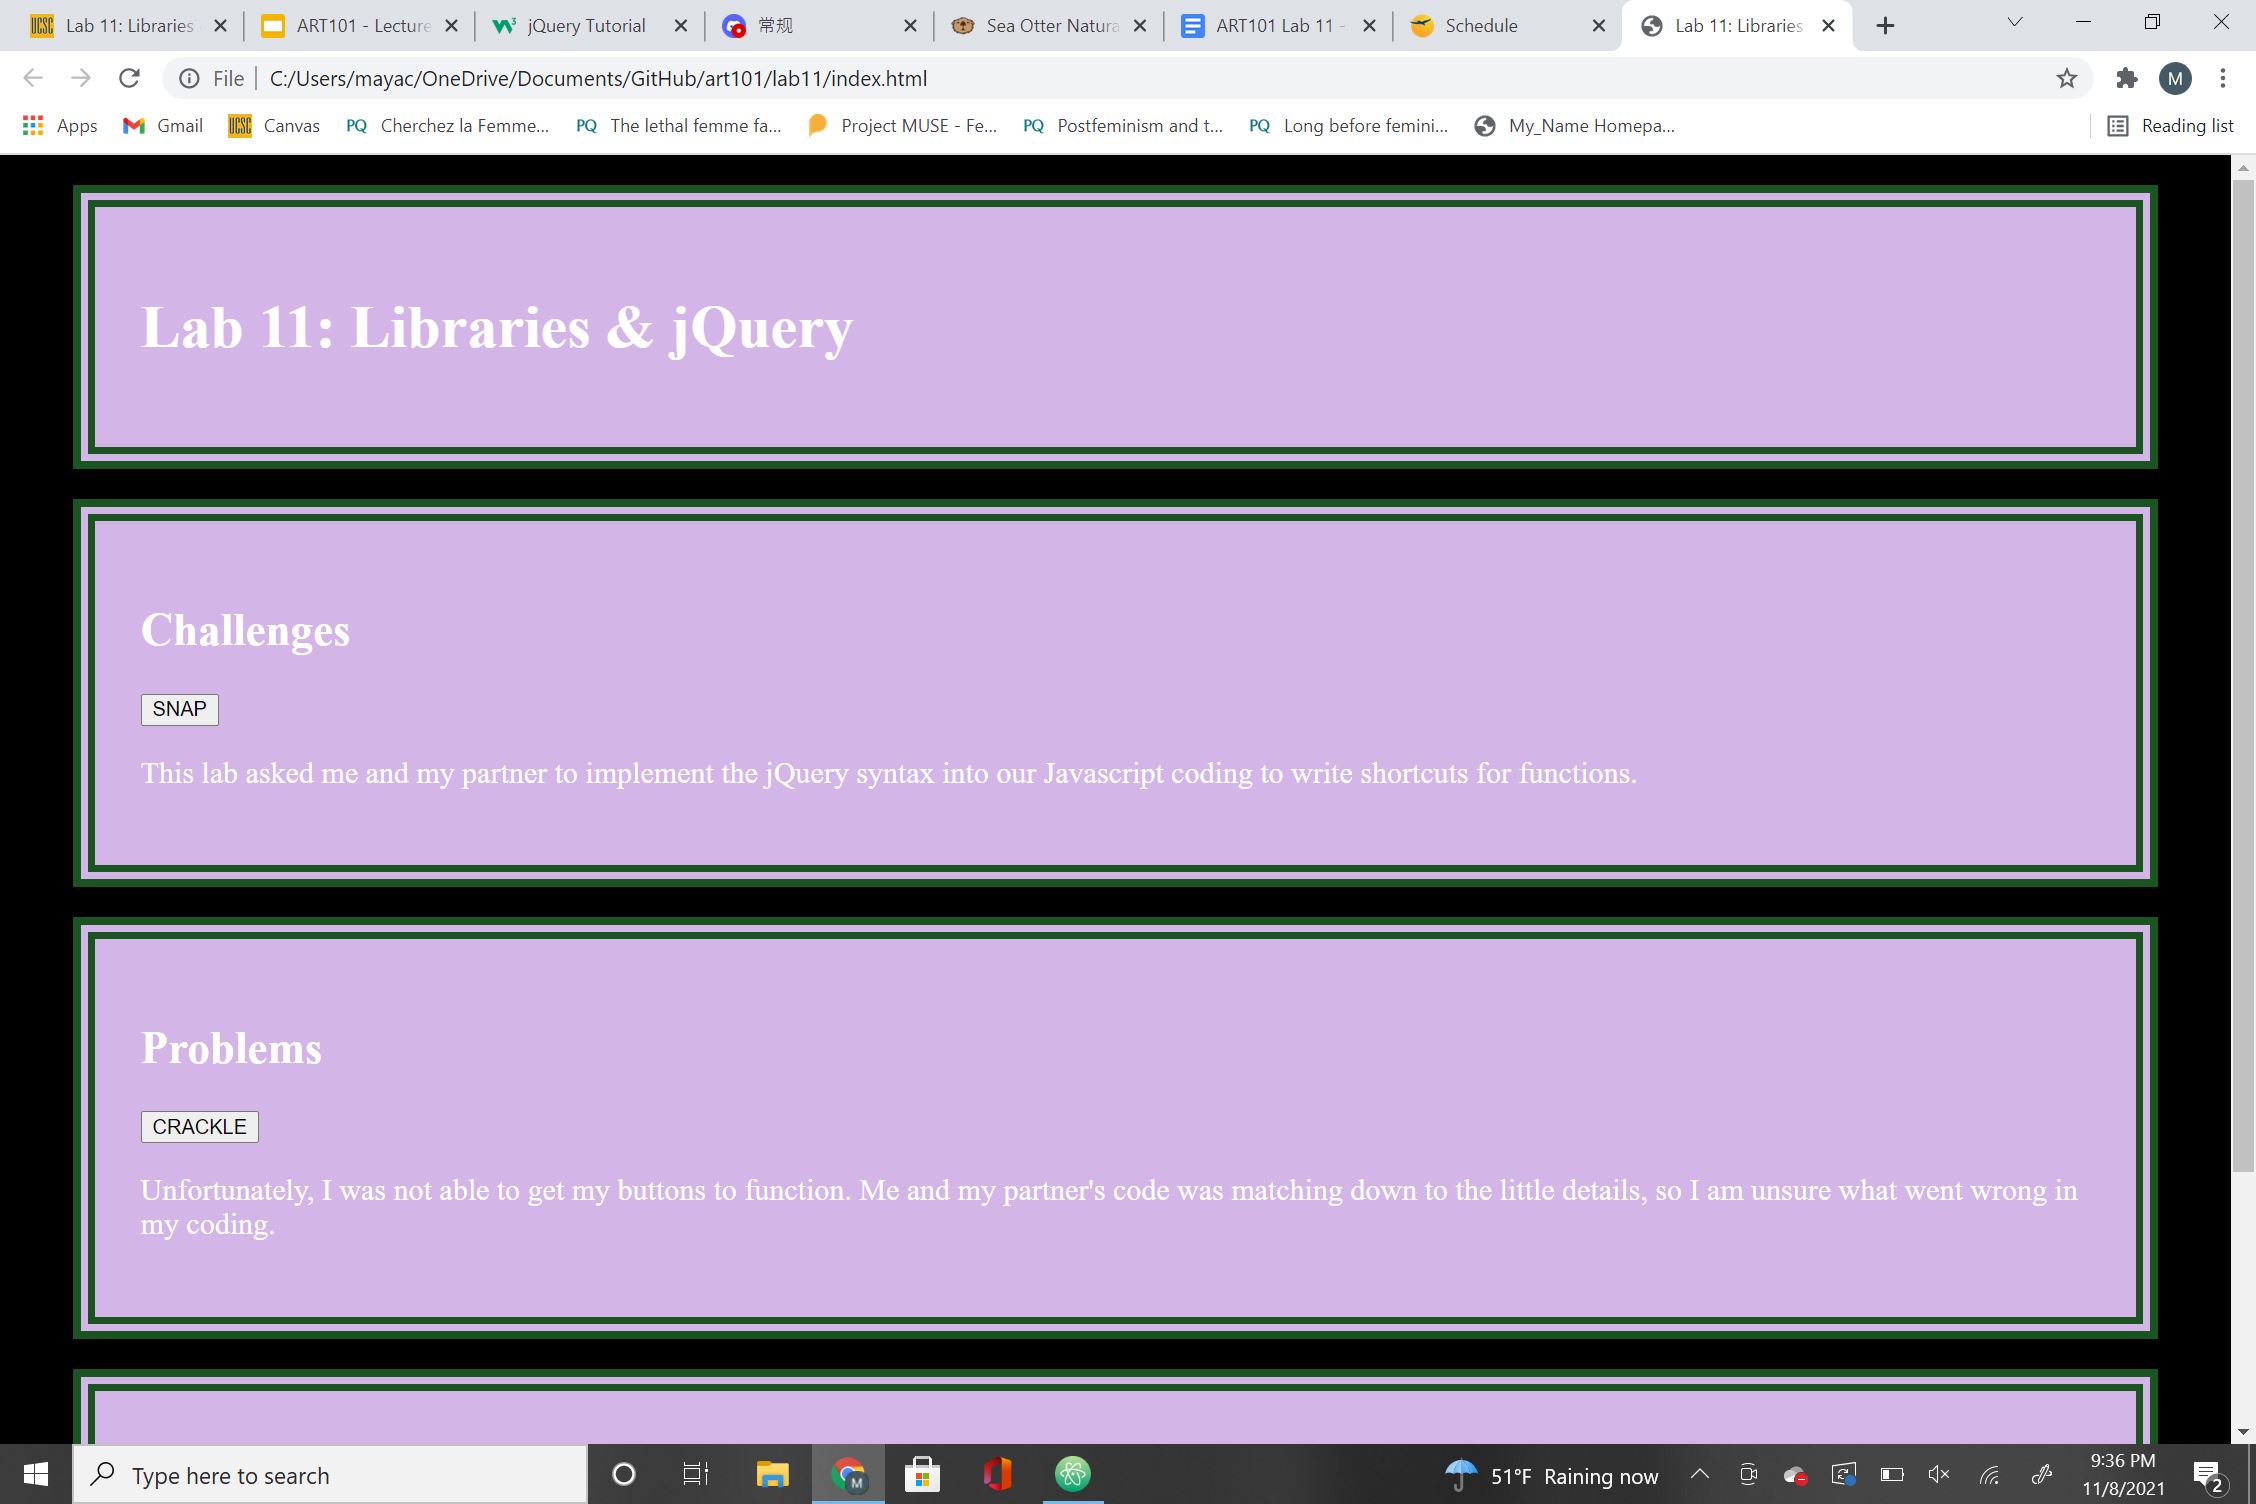 Lab 11: Libraries
ART101 - Lecture
jQuery Tutorial
常规
Sea Otter Natura
ART101 Lab 11 -
Schedule
Lab 11: Libraries
File
C:/Users/mayac/OneDrive/Documents/GitHub/art101/lab11/index.html
M
Apps
Gmail
UCSC
Canvas
PQ Cherchez la Femme...
PQ The lethal femme fa...
Project MUSE - Fe...
PQ Postfeminism and t...
PQ Long before femini...
My_Name Homepa...
Reading list
Lab 11: Libraries & jQuery
Challenges
SNAP
This lab asked me and my partner to implement the jQuery syntax into our Javascript coding to write shortcuts for functions.
Problems
CRACKLE
Unfortunately, I was not able to get my buttons to function. Me and my partner's code was matching down to the little details, so I am unsure what went wrong in
my coding.
Type here to search
M
51°F Raining now
9:36 PM
11/8/2021
2